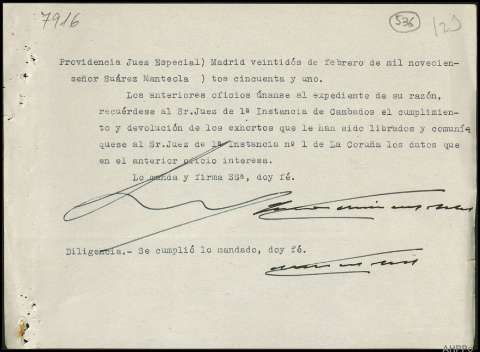 7916
536
123
Providencia Juez Especial) Madrid veintidós de febrero de mil novecien-
señor Suárez Manteola ) tos cincuenta y uno.
Los anteriores oficios únanse al expediente de su razón,
recuérdese al Sr.Juez de 1ª Instancia de Cambados el cumplimien-
to y devolución de los exhortos que le han sido librados y comuní
quese al Sr.Juez de 1ª Instancia nº 1 de La Coruña los datos que
en el anterior oficio interesa.
Lo manda y firma SSª, doy fé.
Diligencia.- Se cumplió lo mandado, doy fé.